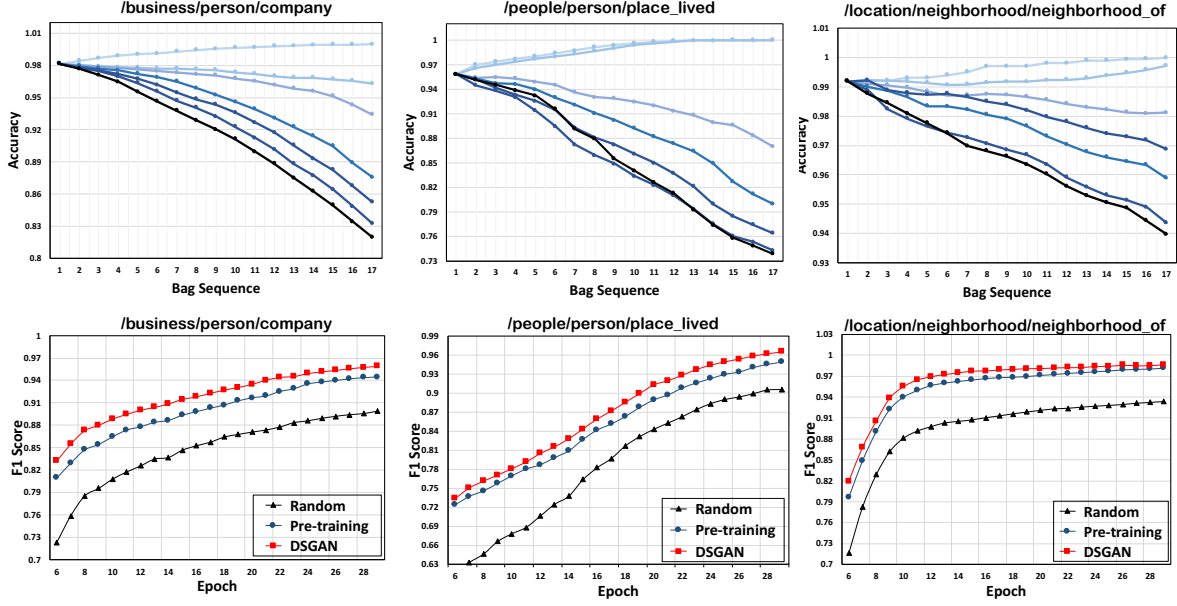 /business/person/company
/people/person/place_lived
/location/neighborhood/neighborhood_of
Accuracy
1.01
0.98
0.95
0.92
0.89
0.86
0.83
0.8
1 2 3 4 5 6 7 8 9 10 11 12 13 14 15 16 17
Bag Sequence
Accuracy
1
0.97
0.94
0.91
0.88
0.85
0.82
0.79
0.76
0.73
1 2 3 4 5 6 7 8 9 10 11 12 13 14 15 16 17
Bag Sequence
Accuracy
1.01
1
0.99
0.98
0.97
0.96
0.95
0.94
0.93
1 2 3 4 5 6 7 8 9 10 11 12 13 14 15 16 17
Bag Sequence
/business/person/company
/people/person/place_lived
/location/neighborhood/neighborhood_of
F1 Score
1
0.97
0.94
0.91
0.88
0.85
0.82
0.79
0.76
0.73
0.7
6 8 10 12 14 16 18 20 22 24 26 28
Epoch
Random
Pre-training
DSGAN
F1 Score
0.99
0.96
0.93
0.9
0.87
0.84
0.81
0.78
0.75
0.72
0.69
0.66
0.63
6 8 10 12 14 16 18 20 22 24 26 28
Epoch
Random
Pre-training
DSGAN
F1 Score
1.03
1
0.97
0.94
0.91
0.88
0.85
0.82
0.79
0.76
0.73
0.7
6 8 10 12 14 16 18 20 22 24 26 28
Epoch
Random
Pre-training
DSGAN